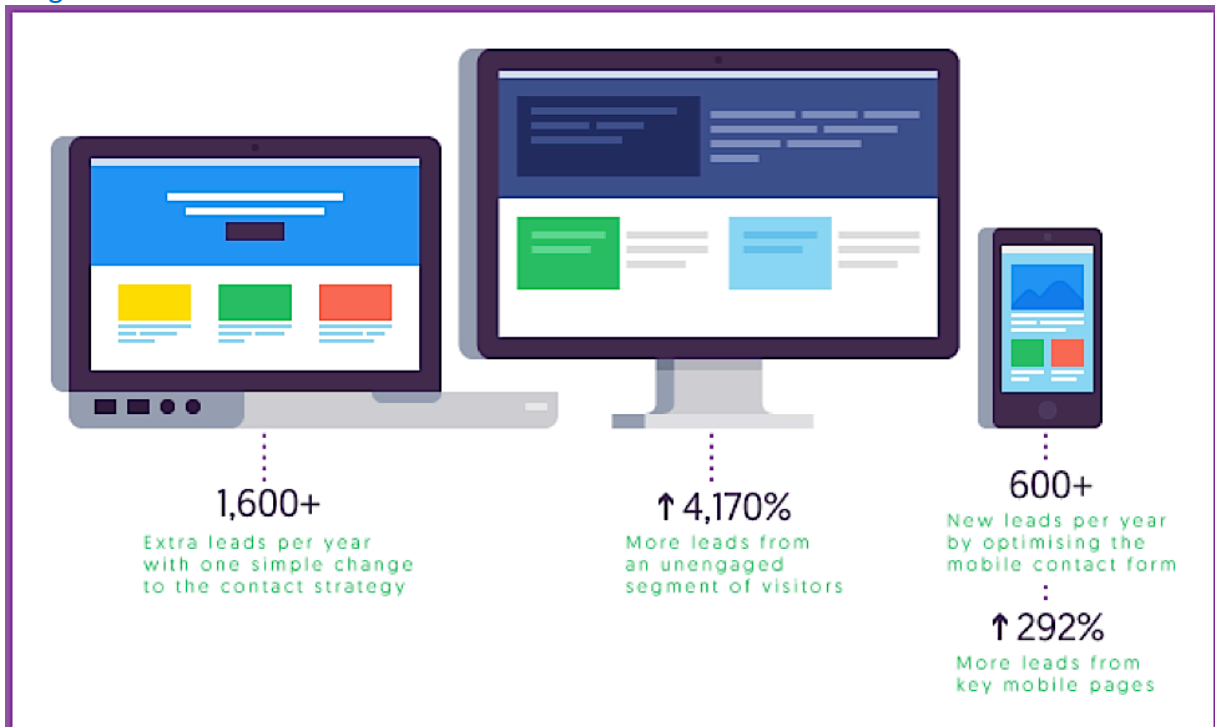 1,600+
Extra leads per year
with one simple change
to the contact strategy
↑ 4,170%
More leads from
an unengaged
segment of visitors
600+
New leads per year
by optimising the
mobile contact form
↑ 292%
More leads from
key mobile pages